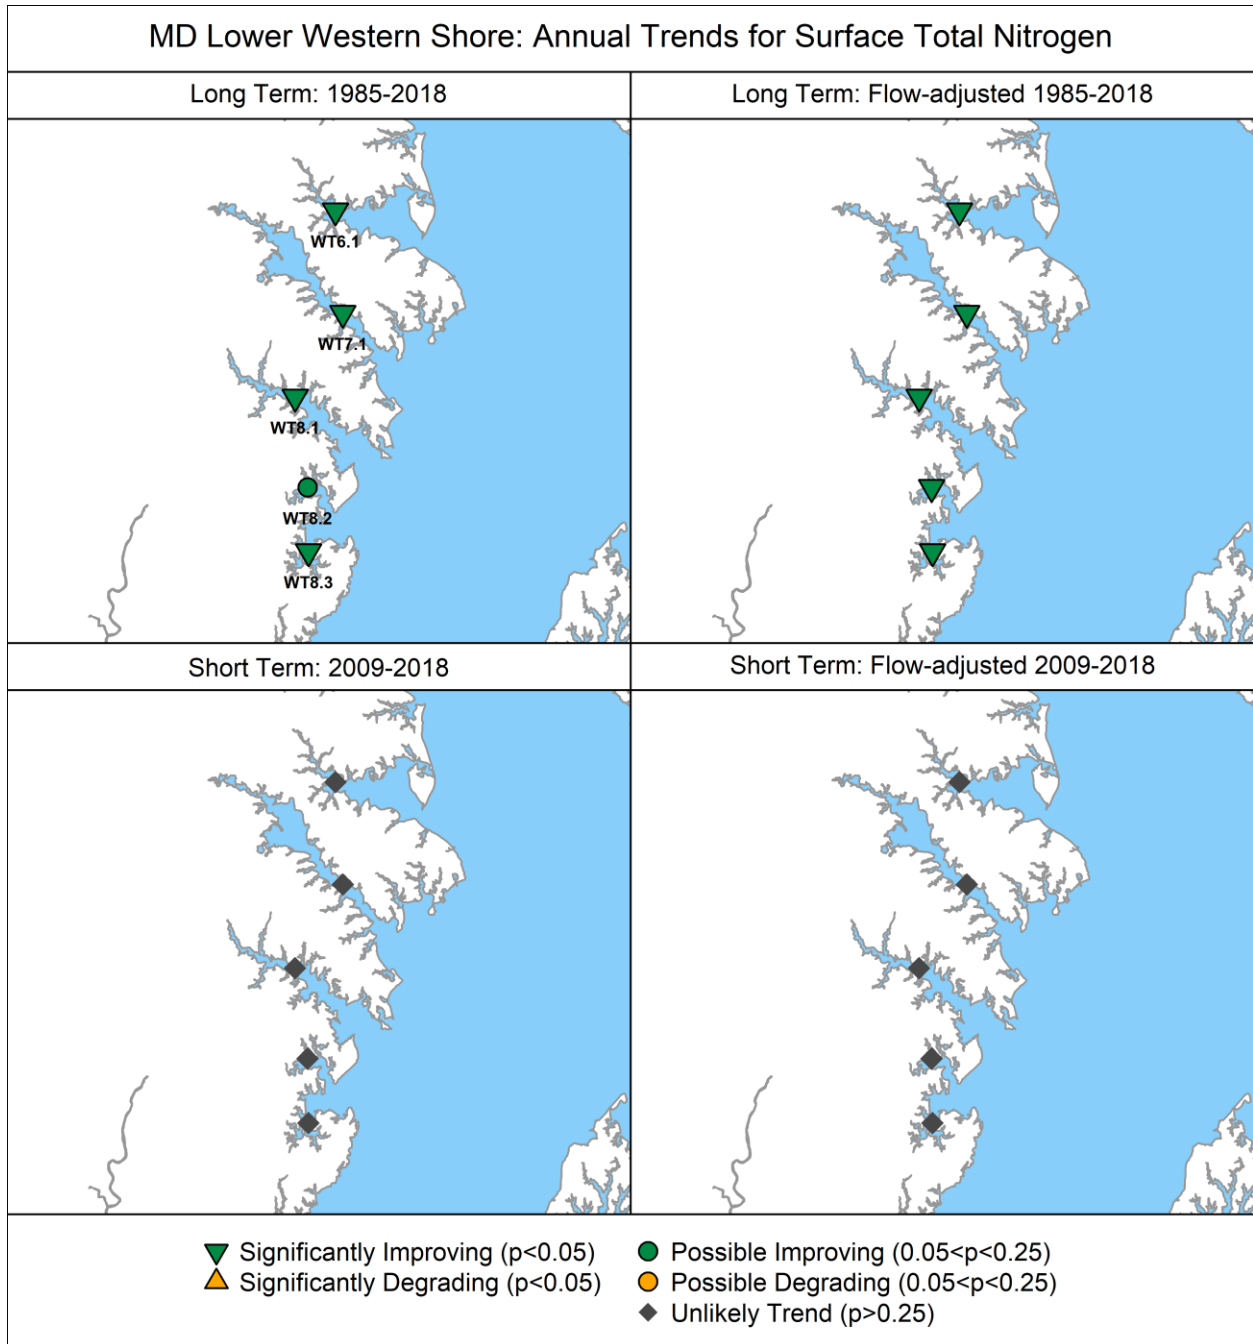 MD Lower Western Shore: Annual Trends for Surface Total Nitrogen
Long Term: 1985-2018
Long Term: Flow-adjusted 1985-2018
WT6.1
WT7.1
WT8.1
WT8.2
WT8.3
Short Term: 2009-2018
Short Term: Flow-adjusted 2009-2018
Significantly Improving (p<0.05)
Possible Improving (0.05<p<0.25)
Significantly Degrading (p<0.05)
Possible Degrading (0.05<p<0.25)
Unlikely Trend (p>0.25)